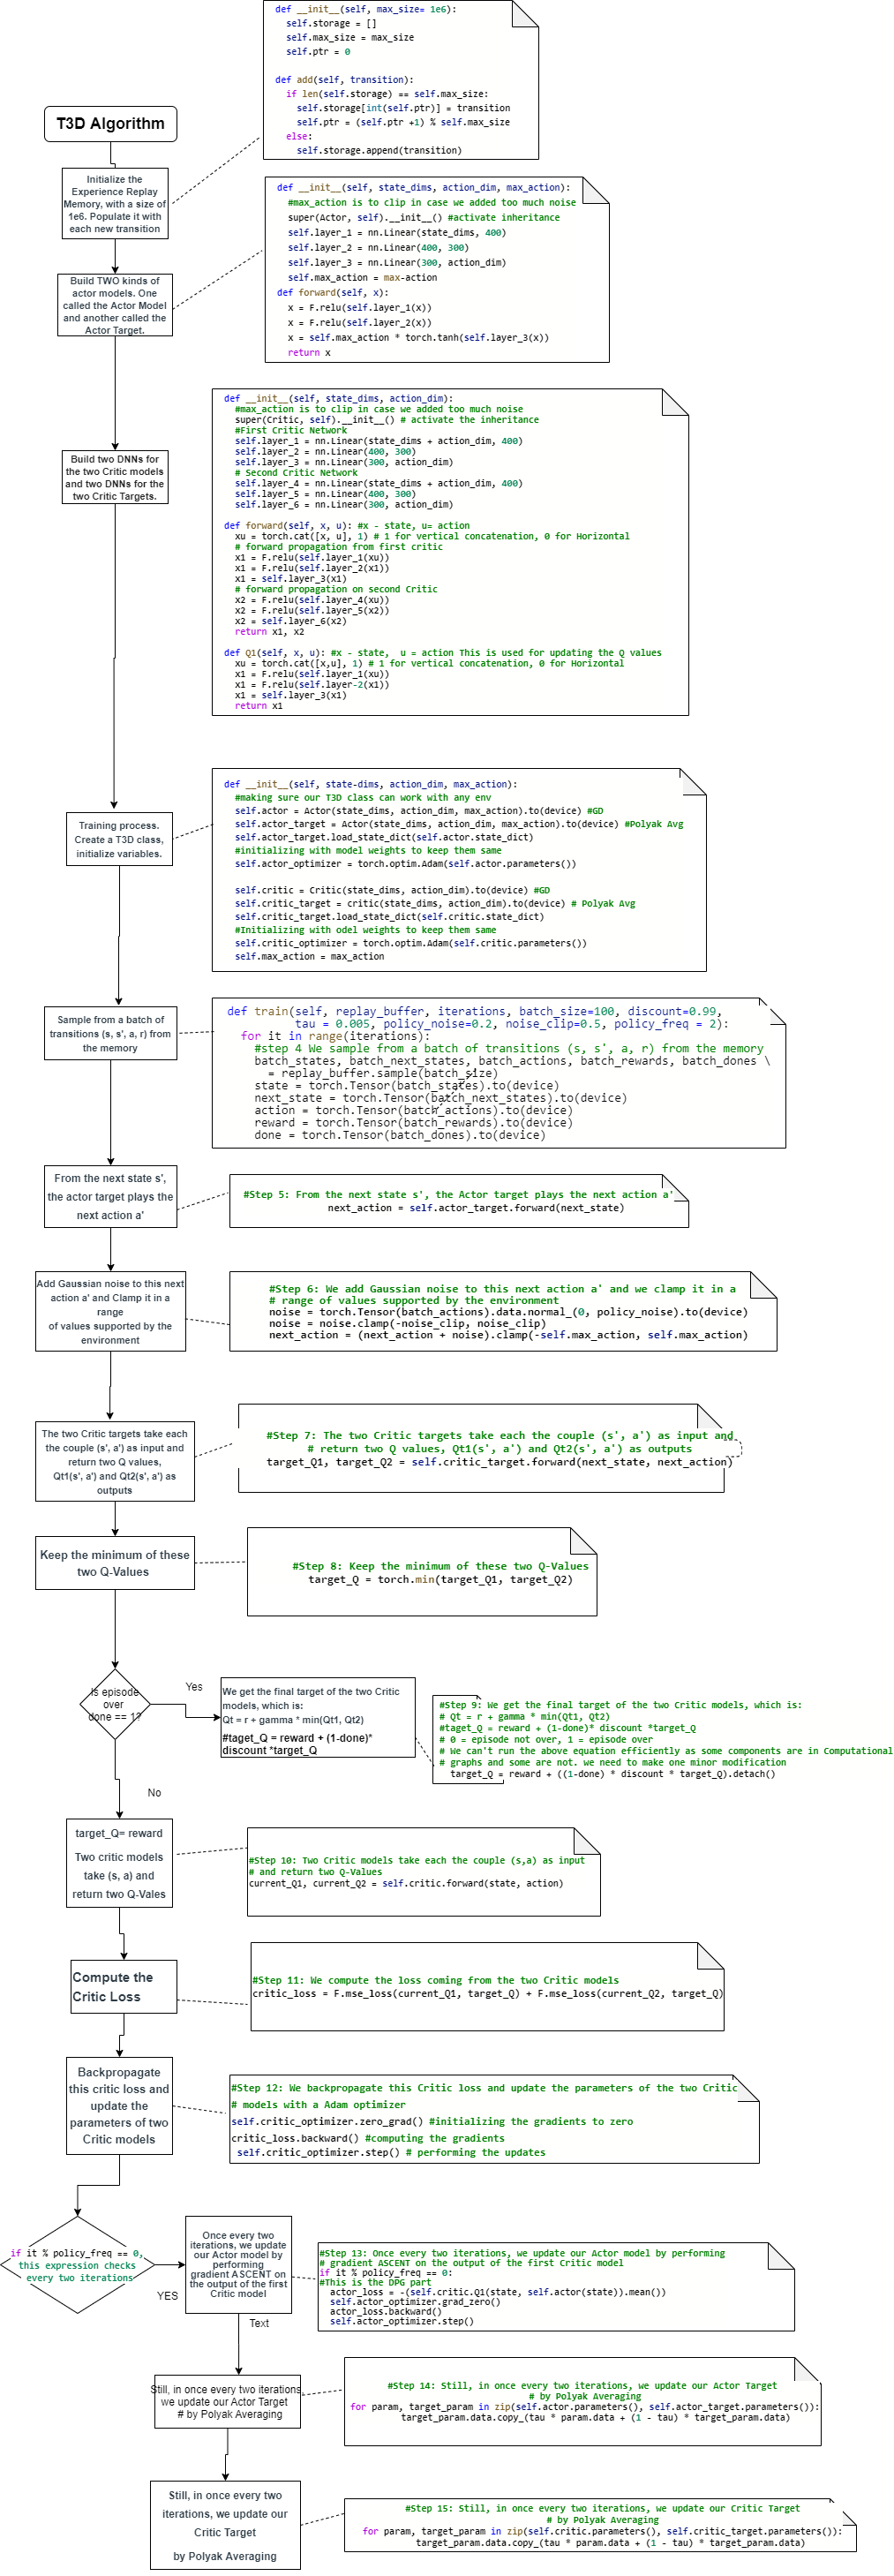 def __init__(self, max_size= 1e6):
self.storage = []
self.max_size = max_size
self.ptr = 0
def add(self, transition):
if len(self.storage) == self.max_size:
self.storage[int(self.ptr)] = transition
self.ptr = (self.ptr +1) % self.max_size
else:
self.storage.append(transition)
T3D Algorithm
Initialize the
Experience Replay
Memory, with a size of
1e6. Populate it with
each new transition
def __init__(self, state_dims, action_dim, max_action):
#max_action is to clip in case we added too much noise
super(Actor, self).__init__() #activate inheritance
self.layer_1 = nn.Linear(state_dims, 400)
self.layer_2 = nn.Linear(400, 300)
self.layer_3 = nn.Linear(300, action_dim)
self.max_action = max-action
def forward(self, x):
x = F.relu(self.layer_1(x))
x = F.relu(self.layer_2(x))
x = self.max_action * torch.tanh(self.layer_3(x))
return x
Build TWO kinds of
actor models. One
called the Actor Model
and another called the
Actor Target.
def __init__(self, state_dims, action_dim):
#max_action is to clip in case we added too much noise
super(Critic, self).__init__() # activate the inheritance
#First Critic Network
self.layer_1 = nn.Linear(state_dims + action_dim, 400)
self.layer_2 = nn.Linear(400, 300)
self.layer_3 = nn.Linear(300, action_dim)
# Second Critic Network
self.layer_4 = nn.Linear(state_dims + action_dim, 400)
self.layer_5 = nn.Linear(400, 300)
self.layer_6 = nn.Linear(300, action_dim)
def forward(self, x, u): #x - state, u= action
xu = torch.cat([x, u], 1) # 1 for vertical concatenation, 0 for Horizontal
# forward propagation from first critic
x1 = F.relu(self.layer_1(xu))
x1 = F.relu(self.layer_2(x1))
x1 = self.layer_3(x1)
# forward propagation on second Critic
x2 = F.relu(self.layer_4(xu))
x2 = F.relu(self.layer_5(x2))
x2 = self.layer_6(x2)
return x1, x2
def Q1(self, x, u): #x - state,  u = action This is used for updating the Q values
xu = torch.cat([x,u], 1) # 1 for vertical concatenation, 0 for Horizontal
x1 = F.relu(self.layer_1(xu))
x1 = F.relu(self.layer-2(x1))
x1 = self.layer_3(x1)
return x1
Build two DNNs for
the two Critic models
and two DNNs for the
two Critic Targets.
def __init__(self, state-dims, action_dim, max_action):
#making sure our T3D class can work with any env
self.actor = Actor(state_dims, action_dim, max_action).to(device) #GD
self.actor_target = Actor(state_dims, action_dim, max_action).to(device) #Polyak Avg
self.actor_target.load_state_dict(self.actor.state_dict)
#initializing with model weights to keep them same
self.actor_optimizer = torch.optim.Adam(self.actor.parameters())
self.critic = Critic(state_dims, action_dim).to(device) #GD
self.critic_target = critic(state_dims, action_dim).to(device) # Polyak Avg
self.critic_target.load_state_dict(self.critic.state_dict)
#Initializing with odel weights to keep them same
self.critic_optimizer = torch.optim.Adam(self.critic.parameters())
self.max_action = max_action
Training process.
Create a T3D class,
initialize variables.
Sample from a batch of
transitions (s, s', a, r) from
the memory
def train(self, replay_buffer, iterations, batch_size=100, discount=0.99,
tau = 0.005, policy_noise=0.2, noise_clip=0.5, policy_freq = 2):
for it in range(iterations):
#step 4 We sample from a batch of transitions (s, s', a, r) from the memory
batch_states, batch_next_states, batch_actions, batch_rewards, batch_dones \
= replay_buffer.sample(batch_size)
state = torch.Tensor(batch_states).to(device)
next_state = torch.Tensor(batch_next_states).to(device)
action = torch.Tensor(batch_actions).to(device)
reward = torch.Tensor(batch_rewards).to(device)
done = torch.Tensor(batch_dones).to(device)
From the next state s',
the actor target plays the
next action a'
#Step 5: From the next state s', the Actor target plays the next action a'
next_action = self.actor_target.forward(next_state)
Add Gaussian noise to this next
action a' and Clamp it in a
range
of values supported by the
environment
#Step 6: We add Gaussian noise to this next action a' and we clamp it in a
# range of values supported by the environment
noise = torch.Tensor(batch_actions).data.normal_(0, policy_noise).to(device)
noise = noise.clamp(-noise_clip, noise_clip)
next_action = (next_action + noise).clamp(-self.max_action, self.max_action)
The two Critic targets take each
the couple (s', a') as input and
return two Q values,
Qt1(s', a') and Qt2(s', a') as
outputs
#Step 7: The two Critic targets take each the couple (s', a') as input and
# return two Q values, Qt1(s', a') and Qt2(s', a') as outputs
target_Q1, target_Q2 = self.critic_target.forward(next_state, next_action)
Keep the minimum of these
two Q-Values
#Step 8: Keep the minimum of these two Q-Values
target_Q = torch.min(target_Q1, target_Q2)
Is episode
over
done == 1?
Yes
We get the final target of the two Critic
models, which is:
Qt = r + gamma * min(Qt1, Qt2)
#taget_Q = reward + (1-done)*
discount *target_Q
#Step 9: We get the final target of the two Critic models, which is:
# Qt = r + gamma * min(Qt1, Qt2)
#taget_Q = reward + (1-done)* discount *target_Q
# 0 = episode not over, 1 = episode over
# We can't run the above equation efficiently as some components are in Computational
# graphs and some are not. we need to make one minor modification
target_Q = reward + ((1-done) * discount * target_Q).detach()
No
target_Q= reward
Two critic models
take (s, a) and
return two Q-Vales
#Step 10: Two Critic models take each the couple (s,a) as input
# and return two Q-Values
current_Q1, current_Q2 = self.critic.forward(state, action)
Compute the
Critic Loss
#Step 11: We compute the loss coming from the two Critic models
critic_loss = F.mse_loss(current_Q1, target_Q) + F.mse_loss(current_Q2, target_Q)
Backpropagate
this critic loss and
update the
parameters of two
Critic models
#Step 12: We backpropagate this Critic loss and update the parameters of the two Critic
# models with a Adam optimizer
self.critic_optimizer.zero_grad() #initializing the gradients to zero
critic_loss.backward() #computing the gradients
self.critic_optimizer.step() # performing the updates
if it % policy_freq == 0,
this expression checks
every two iterations
YES
Once every two
iterations, we update
our Actor model by
performing
gradient ASCENT on
the output of the first
Critic model
Text
#Step 13: Once every two iterations, we update our Actor model by performing
# gradient ASCENT on the output of the first Critic model
if it % policy_freq == 0:
#This is the DPG part
actor_loss = -(self.critic.Q1(state, self.actor(state)).mean())
self.actor_optimizer.grad_zero()
actor_loss.backward()
self.actor_optimizer.step()
Still, in once every two iterations,
we update our Actor Target
# by Polyak Averaging
#Step 14: Still, in once every two iterations, we update our Actor Target
# by Polyak Averaging
for param, target_param in zip(self.actor.parameters(), self.actor_target.parameters()):
target_param.data.copy_(tau * param.data + (1 - tau) * target_param.data)
Still, in once every two
iterations, we update our
Critic Target
by Polyak Averaging
#Step 15: Still, in once every two iterations, we update our Critic Target
# by Polyak Averaging
for param, target_param in zip(self.critic.parameters(), self.critic_target.parameters()):
target_param.data.copy_(tau * param.data + (1 - tau) * target_param.data)